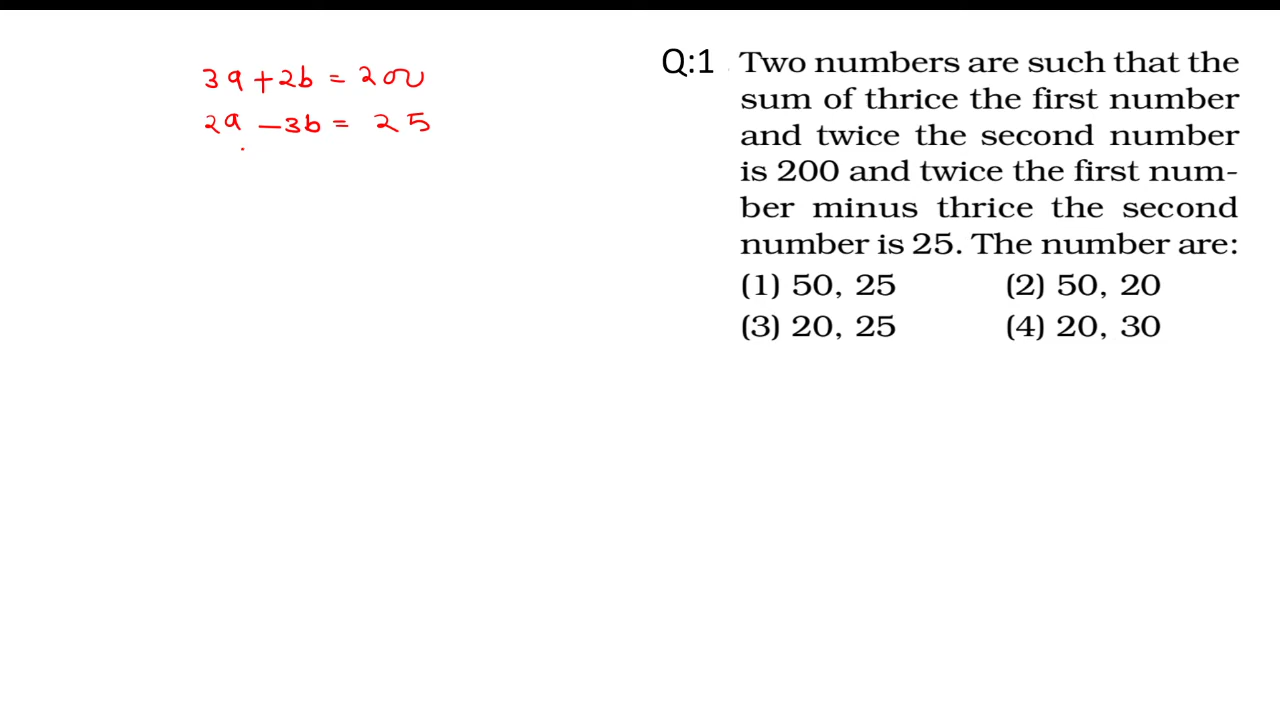 3a + 2b = 200
2a - 3b = 25
Q:1 Two numbers are such that the
sum of thrice the first number
and twice the second number
is 200 and twice the first num-
ber minus thrice the second
number is 25. The number are:
(1) 50, 25 (2) 50, 20
(3) 20, 25 (4) 20, 30